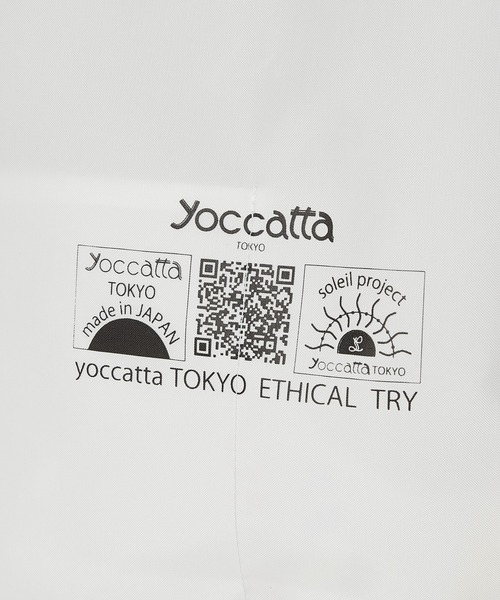 yoccatta
TOKYO
yoccatta
TOKYO
made in JAPAN
soleil project
yoccatta TOKYO
yoccatta TOKYO ETHICAL TRY